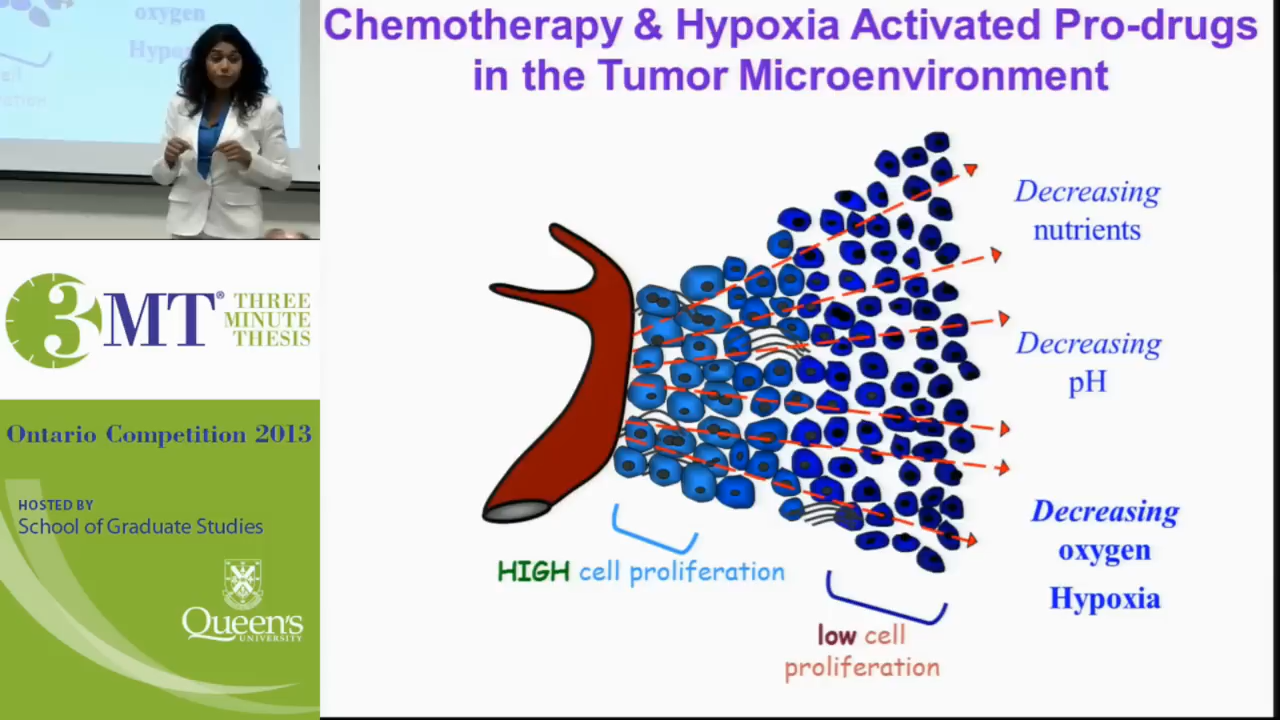 oxygen
Chemotherapy & Hypoxia Activated Pro-drugs
in the Tumor Microenvironment
Decreasing
nutrients
Decreasing
pH
Decreasing
oxygen
Hypoxia
HIGH cell proliferation
low cell
proliferation
3MT® THREE
MINUTE
THESIS
Ontario Competition 2013
HOSTED BY
School of Graduate Studies
Queen's
UNIVERSITY